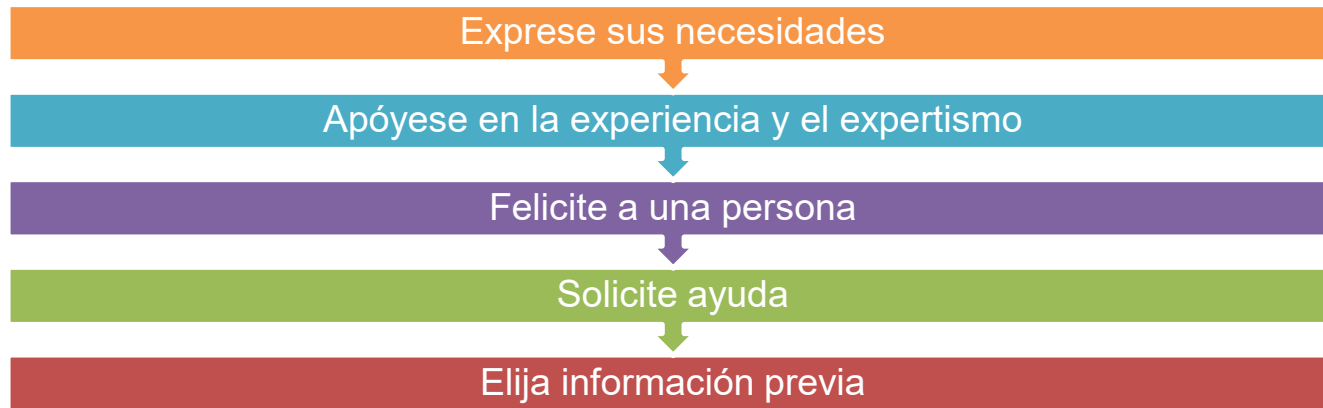 Exprese sus necesidades
Apóyese en la experiencia y el expertismo
Felicite a una persona
Solicite ayuda
Elija información previa